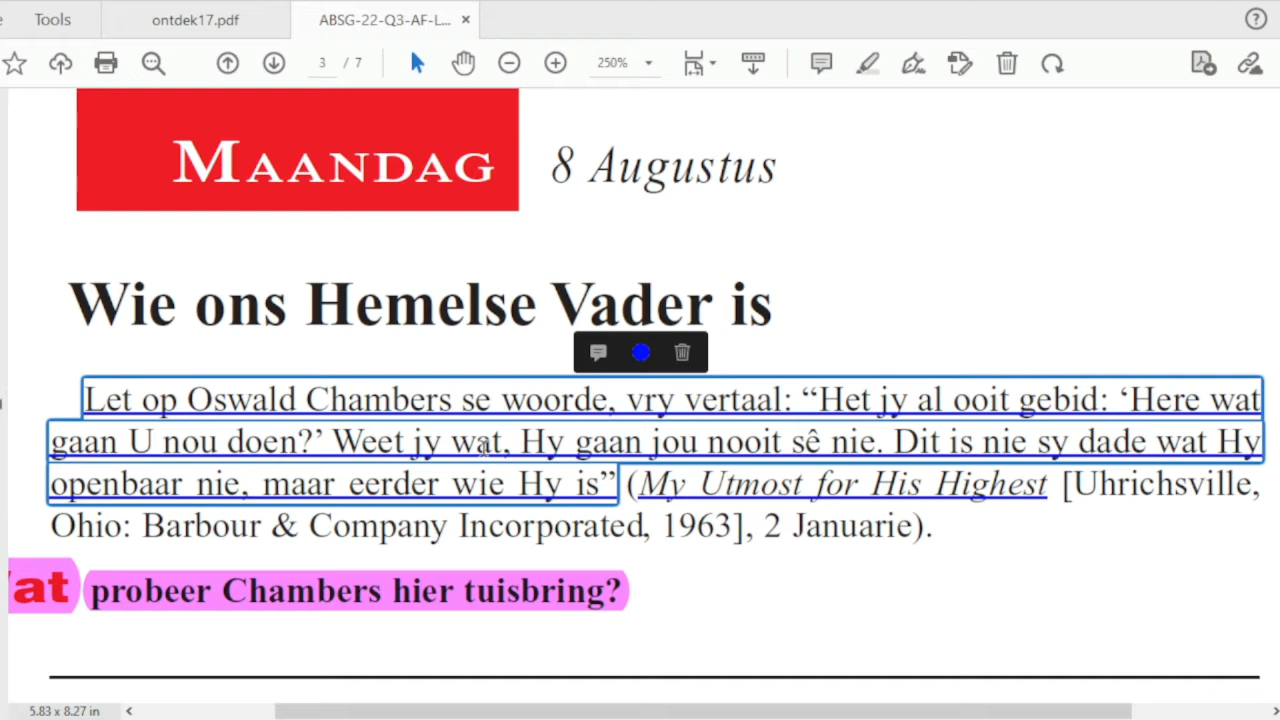 Tools
ontdek17.pdf
ABSG-22-Q3-AF-L...
3 / 7
250%
MAANDAG 8 Augustus
Wie ons Hemelse Vader is
Let op Oswald Chambers se woorde, vry vertaal: “Het jy al ooit gebid: ‘Here wat
gaan U nou doen?’ Weet jy wat, Hy gaan jou nooit sê nie. Dit is nie sy dade wat Hy
openbaar nie, maar eerder wie Hy is” (My Utmost for His Highest [Uhrichsville,
Ohio: Barbour & Company Incorporated, 1963], 2 Januarie).
at probeer Chambers hier tuisbring?
5.83 x 8.27 in